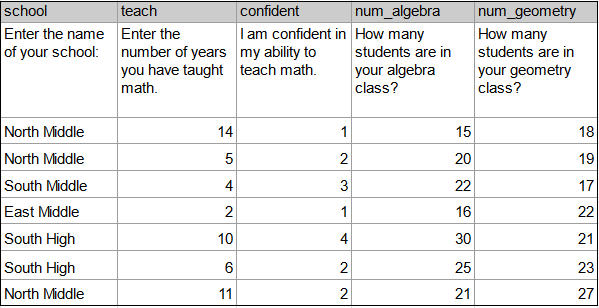 school teach confident num_algebra num_geometry
Enter the name of your school: Enter the number of years you have taught math. I am confident in my ability to teach math. How many students are in your algebra class? How many students are in your geometry class?
North Middle 14 1 15 18
North Middle 5 2 20 19
South Middle 4 3 22 17
East Middle 2 1 16 22
South High 10 4 30 21
South High 6 2 25 23
North Middle 11 2 21 27